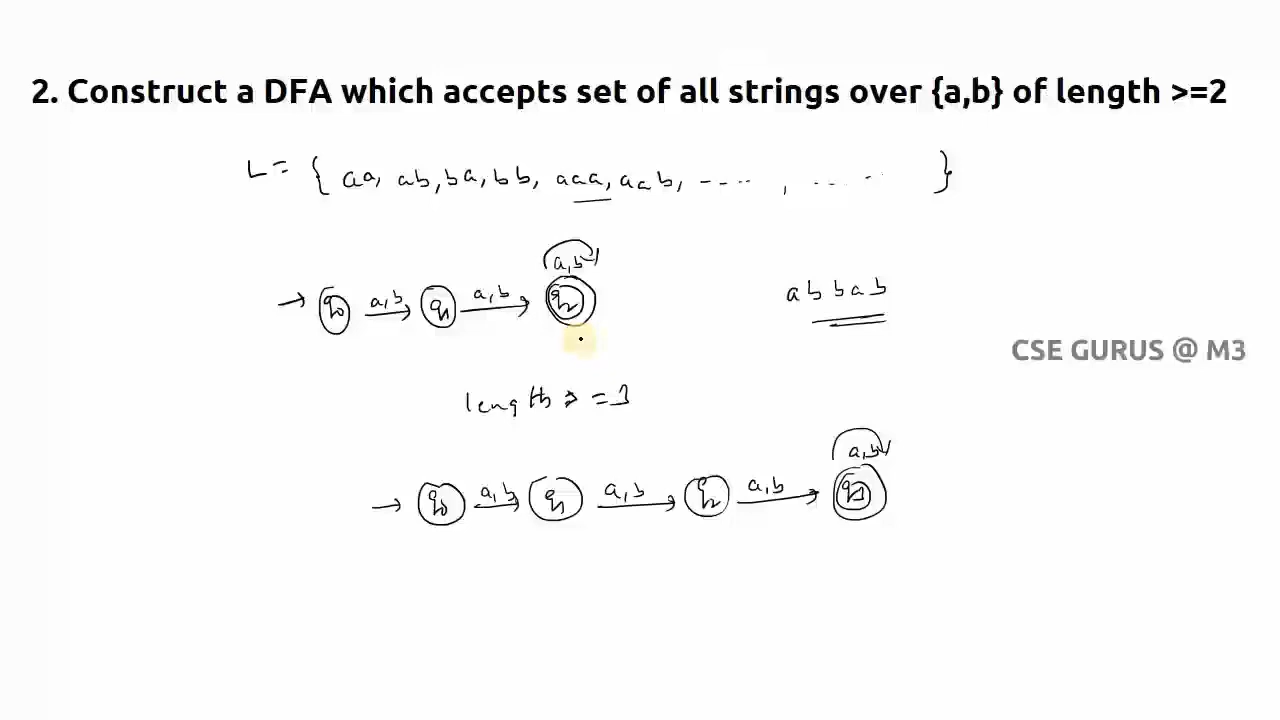 2. Construct a DFA which accepts set of all strings over {a,b} of length >=2
L= { aa, ab, ba, bb, aaa, aab, ---- , ..... }
a,b
→ q0 a,b q1 a,b q2
abbab
CSE GURUS @ M3
length >=3
a,b
→ q0 a,b q1 a,b q2 a,b q3